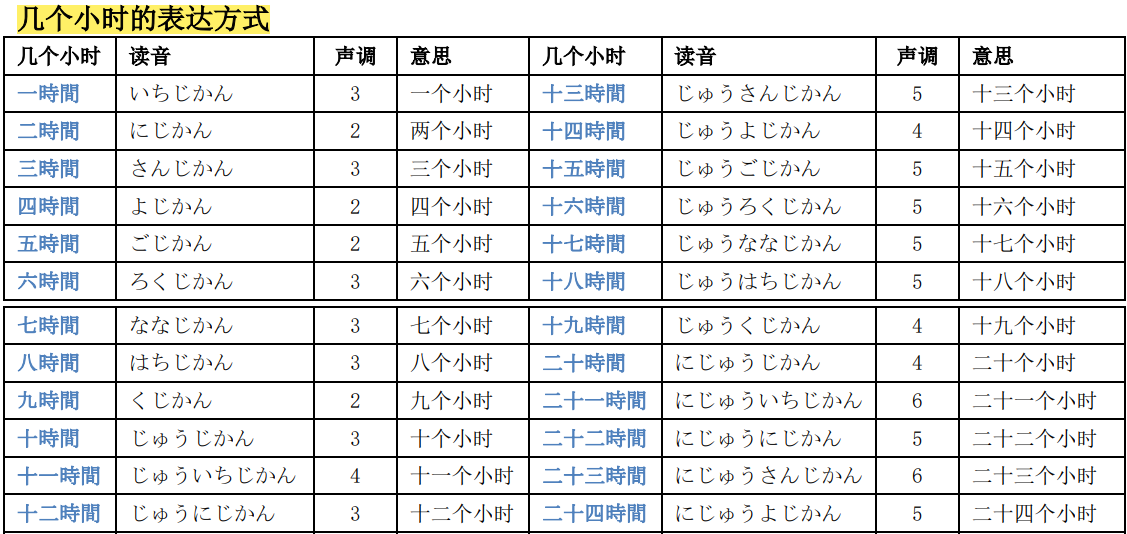 几个小时的表达方式
几个小时 读音 声调 意思 几个小时 读音 声调 意思
一時間 いちじかん 3 一个小时 十三時間 じゅうさんじかん 5 十三个小时
二時間 にじかん 2 两个小时 十四時間 じゅうよじかん 4 十四个小时
三時間 さんじかん 3 三个小时 十五時間 じゅうごじかん 5 十五个小时
四時間 よじかん 2 四个小时 十六時間 じゅうろくじかん 5 十六个小时
五時間 ごじかん 2 五个小时 十七時間 じゅうななじかん 5 十七个小时
六時間 ろくじかん 3 六个小时 十八時間 じゅうはちじかん 5 十八个小时
七時間 ななじかん 3 七个小时 十九時間 じゅうくじかん 4 十九个小时
八時間 はちじかん 3 八个小时 二十時間 にじゅうじかん 4 二十个小时
九時間 くじかん 2 九个小时 二十一時間 にじゅういちじかん 6 二十一个小时
十時間 じゅうじかん 3 十个小时 二十二時間 にじゅうにじかん 5 二十二个小时
十一時間 じゅういちじかん 4 十一个小时 二十三時間 にじゅうさんじかん 6 二十三个小时
十二時間 じゅうにじかん 3 十二个小时 二十四時間 にじゅうよじかん 5 二十四个小时